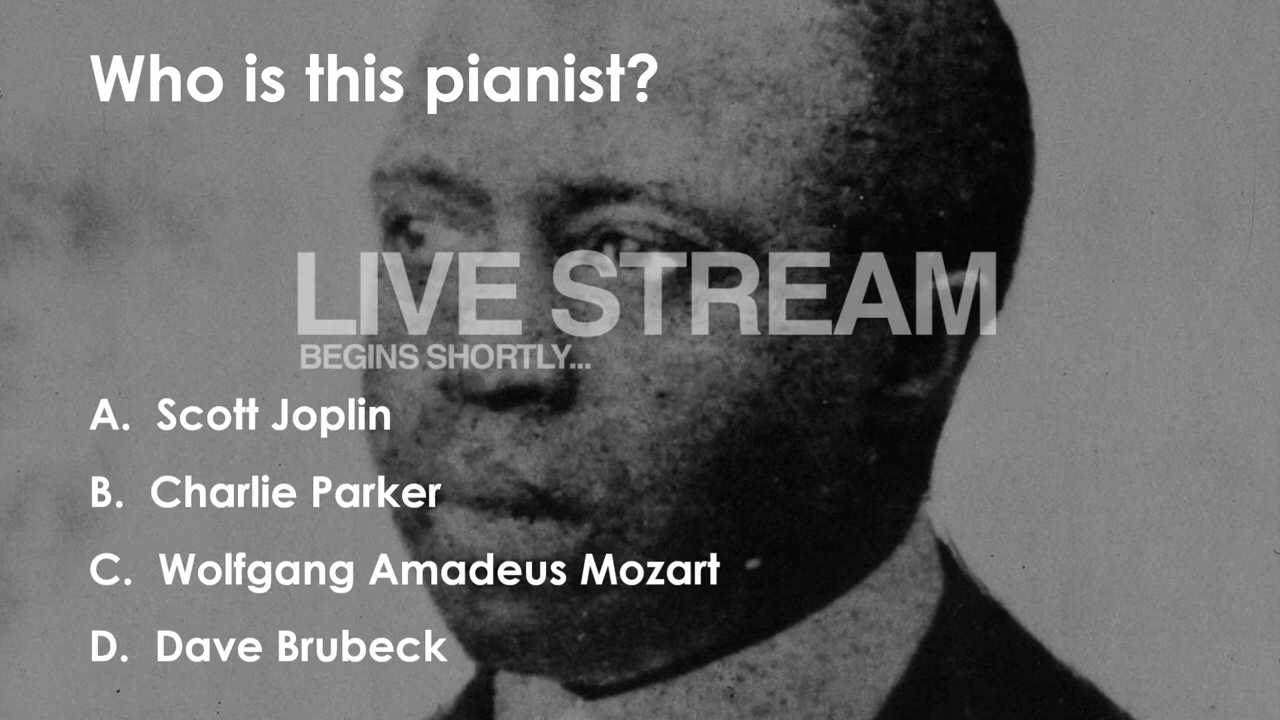 Who is this pianist?
LIVE STREAM
BEGINS SHORTLY...
A. Scott Joplin
B. Charlie Parker
C. Wolfgang Amadeus Mozart
D. Dave Brubeck